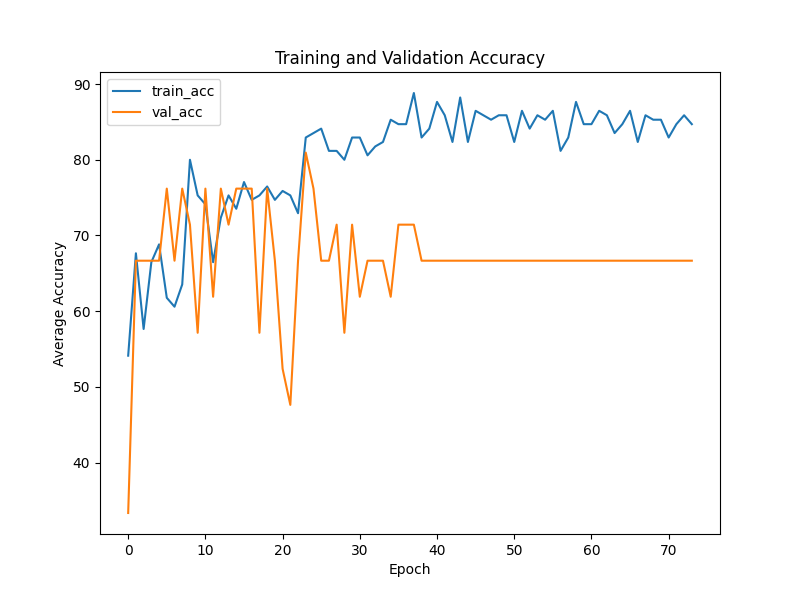 Training and Validation Accuracy
train_acc
val_acc
Average Accuracy
90
80
70
60
50
40
0 10 20 30 40 50 60 70
Epoch